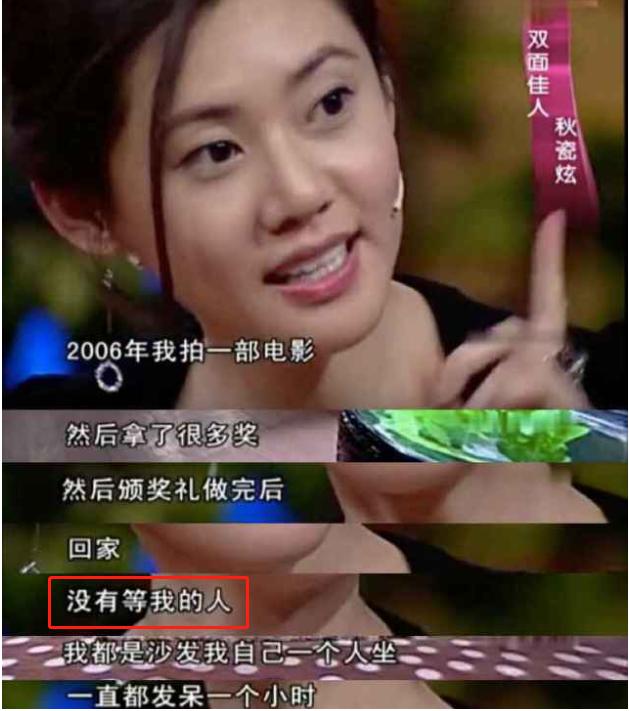 双面佳人
秋瓷炫
2006年我拍一部电影
然后拿了很多奖
然后颁奖礼做完后
回家
没有等我的人
我都是沙发我自己一个人坐
一直都发呆一个小时